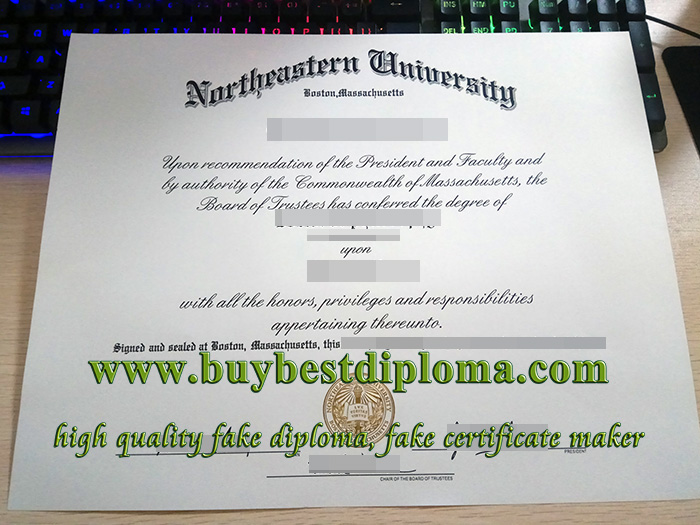 Northeastern University
Boston,Massachusetts
Upon recommendation of the President and Faculty and
by authority of the Commonwealth of Massachusetts, the
Board of Trustees has conferred the degree of
upon
with all the honors, privileges and responsibilities
appertaining thereunto.
Signed and sealed at Boston, Massachusetts, this
www.buybestdiploma.com
high quality fake diploma, fake certificate maker
PRESIDENT
CHAIR OF THE BOARD OF TRUSTEES